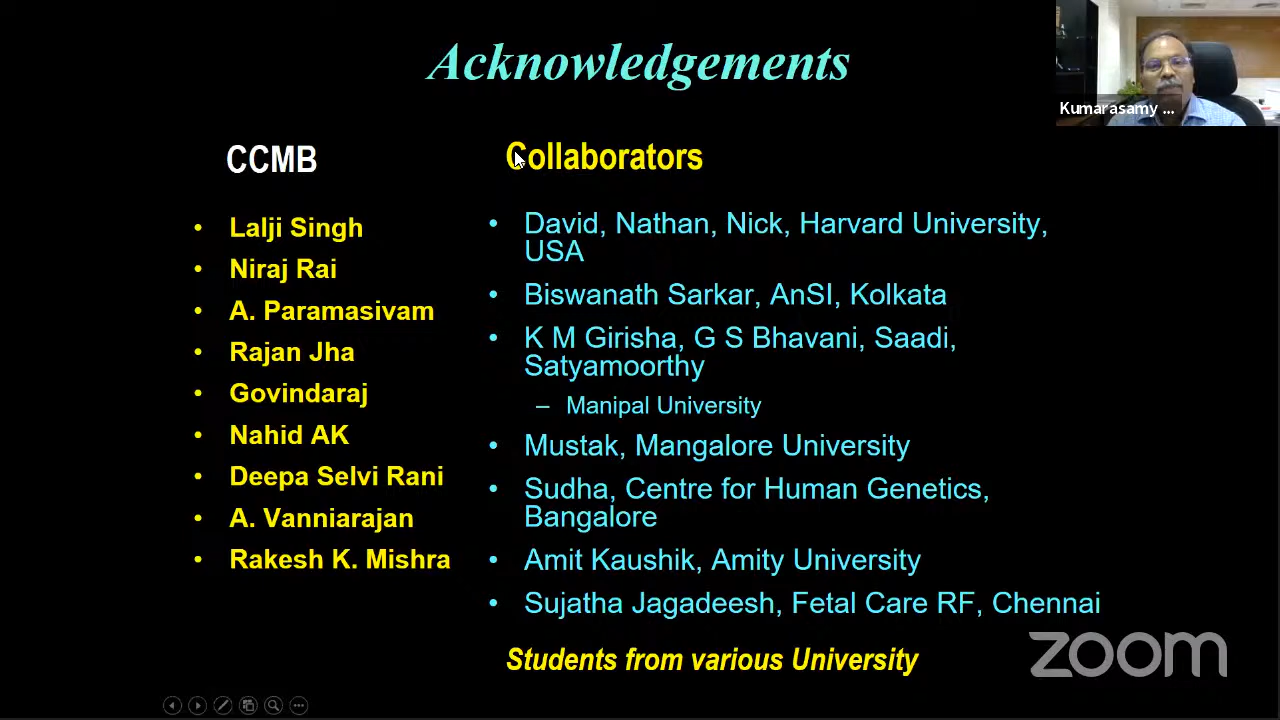 Acknowledgements
Kumarasamy ...
CCMB
Lalji Singh
Niraj Rai
A. Paramasivam
Rajan Jha
Govindaraj
Nahid AK
Deepa Selvi Rani
A. Vanniarajan
Rakesh K. Mishra
Collaborators
David, Nathan, Nick, Harvard University,
USA
Biswanath Sarkar, AnSI, Kolkata
K M Girisha, G S Bhavani, Saadi,
Satyamoorthy
– Manipal University
Mustak, Mangalore University
Sudha, Centre for Human Genetics,
Bangalore
Amit Kaushik, Amity University
Sujatha Jagadeesh, Fetal Care RF, Chennai
Students from various University
zoom